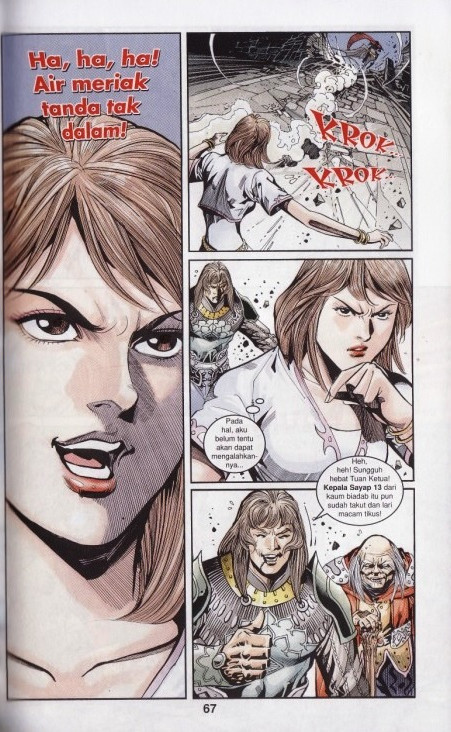 Ha, ha, ha!
Air meriak
tanda tak
dalam!
KROK
KROK
Pada
hal, aku
belum tentu
akan dapat
mengalahkan-
nya...
Heh,
heh! Sungguh
hebat Tuan Ketua!
Kepala Sayap 13 dari
kaum biadab itu pun
sudah takut dan lari
macam tikus!
67